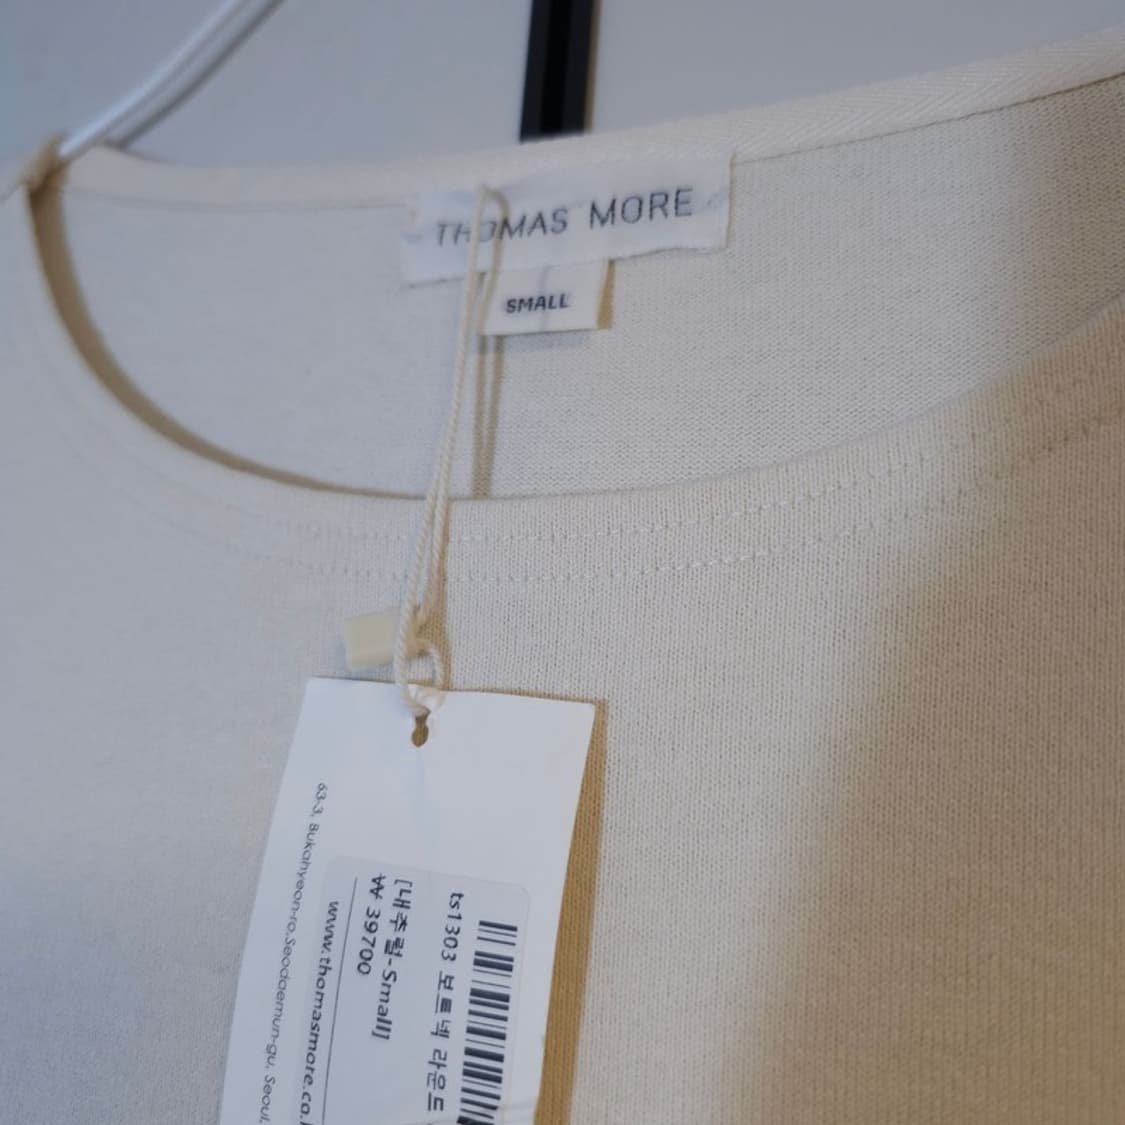 THOMAS MORE
SMALL
ts1303 보트넥 라운드
[내추럴-Small]
₩ 39700
www.thomasmore.co.
63-3, Bukahyeon-ro, Seodaemun-gu, Seoul,